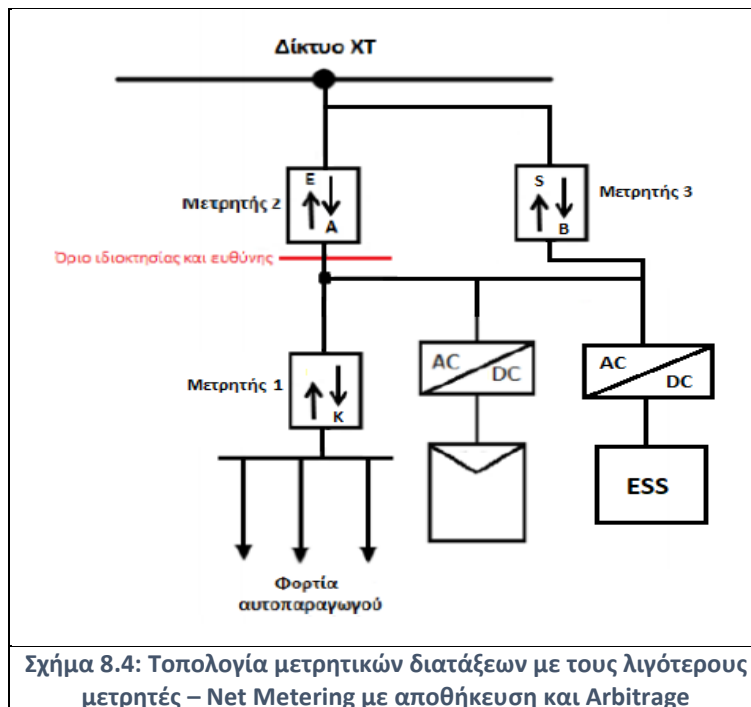 Δίκτυο ΧΤ
Μετρητής 2
E
A
S
B
Μετρητής 3
Όριο ιδιοκτησίας και ευθύνης
Μετρητής 1
K
AC
DC
AC
DC
ESS
Φορτία
αυτοπαραγωγού
Σχήμα 8.4: Τοπολογία μετρητικών διατάξεων με τους λιγότερους
μετρητές – Net Metering με αποθήκευση και Arbitrage